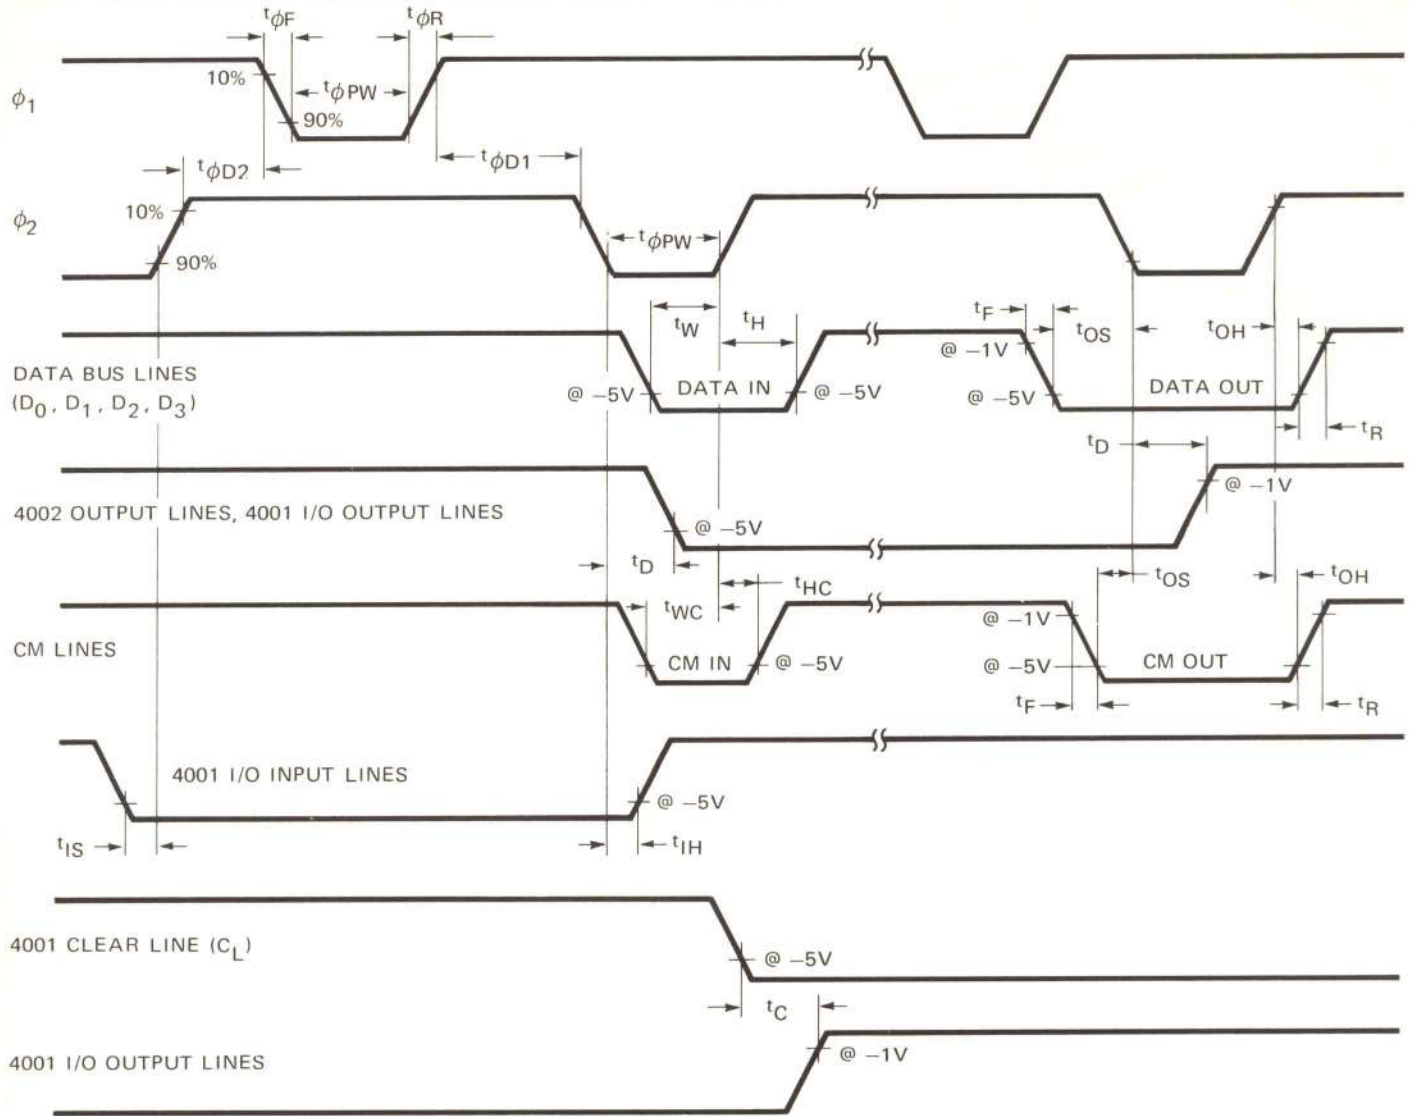 tϕF
tϕR
10%
tϕPW
ϕ1
90%
tϕD2
tϕD1
10%
ϕ2
tϕPW
90%
tW
tH
tF
tOS
tOH
@ −1V
DATA BUS LINES
(D0, D1, D2, D3)
@ −5V
DATA IN
@ −5V
@ −5V
DATA OUT
tR
tD
@ −1V
4002 OUTPUT LINES, 4001 I/O OUTPUT LINES
@ −5V
tD
tHC
tOS
tOH
tWC
@ −1V
CM LINES
CM IN
@ −5V
@ −5V
CM OUT
tF
tR
4001 I/O INPUT LINES
@ −5V
tIS
tIH
4001 CLEAR LINE (CL)
@ −5V
tC
4001 I/O OUTPUT LINES
@ −1V